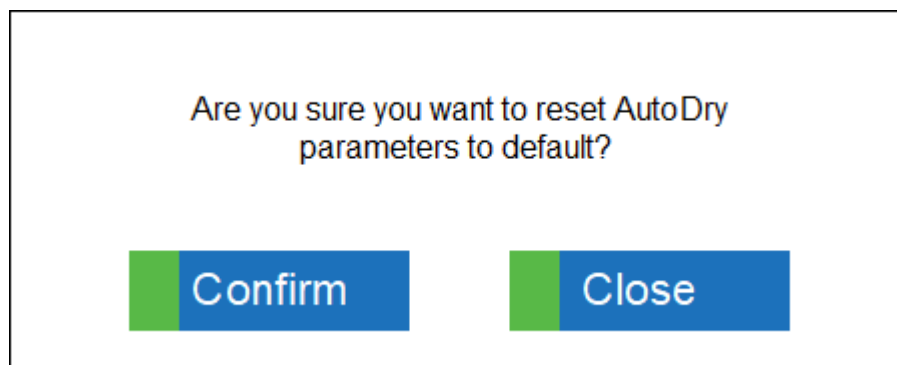 Are you sure you want to reset AutoDry
parameters to default?
Confirm
Close